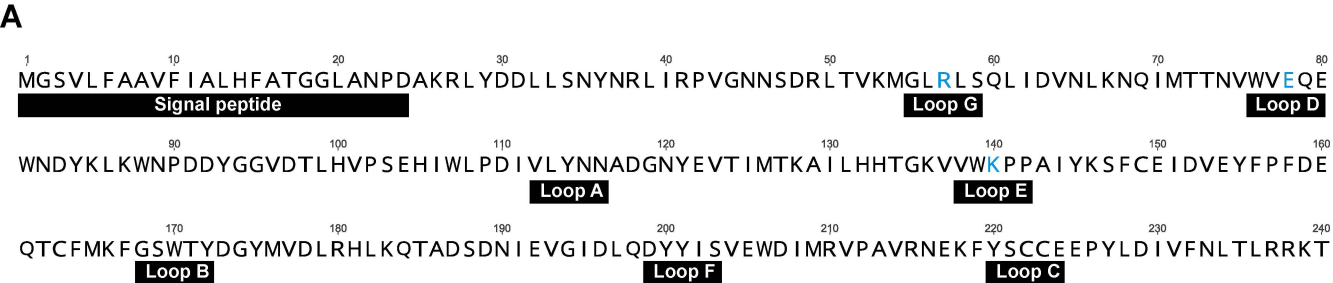 A
1 10 20 30 40 50 60 70 80
MGSVLFAAVFIALHFATGGLANPDAKRLYDDLLSNYNRLIRPVGNNSDRLTVKMGLRLSQLIDVNLKNQIMTTNVWVEQE
Signal peptide Loop G Loop D
90 100 110 120 130 140 150 160
WNDYKLKWNPDDYGGVDTLHVPSEHIWLPDIVLYNNADGNYEVTIMTKAILHHTGKVVWKPPAIYKSFCEIDVEYFPFDE
Loop A Loop E
170 180 190 200 210 220 230 240
QTCFMKFGSWTYDGYMVDLRHLKQTADSDNIEVGIDLQDYYISVEWDIMRVPAVRNEKFYSCCEEPYLDIVFNLTLRRKT
Loop B Loop F Loop C